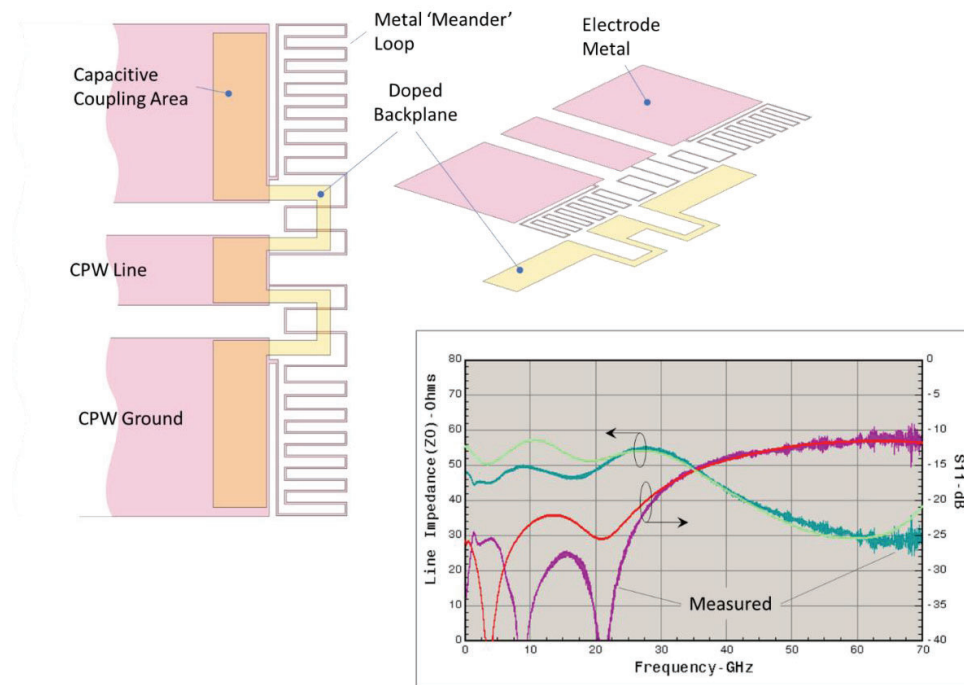 Metal ‘Meander’
Loop
Capacitive
Coupling Area
Doped
Backplane
Electrode
Metal
CPW Line
CPW Ground
80
70
60
50
40
30
20
10
0
Line Impedance(Z0)-Ohms
0
-5
-10
-15
-20
-25
-30
-35
-40
S11-dB
Measured
0 10 20 30 40 50 60 70
Frequency-GHz